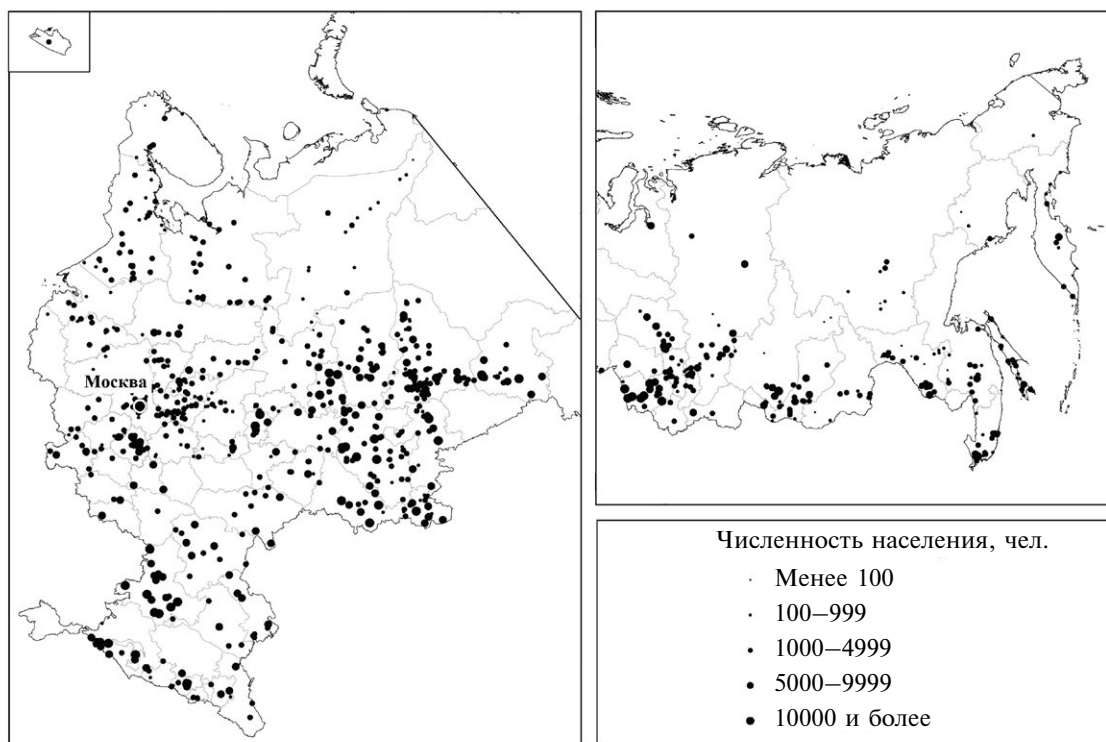 Москва
Численность населения, чел.
Менее 100
100–999
1000–4999
5000–9999
10000 и более